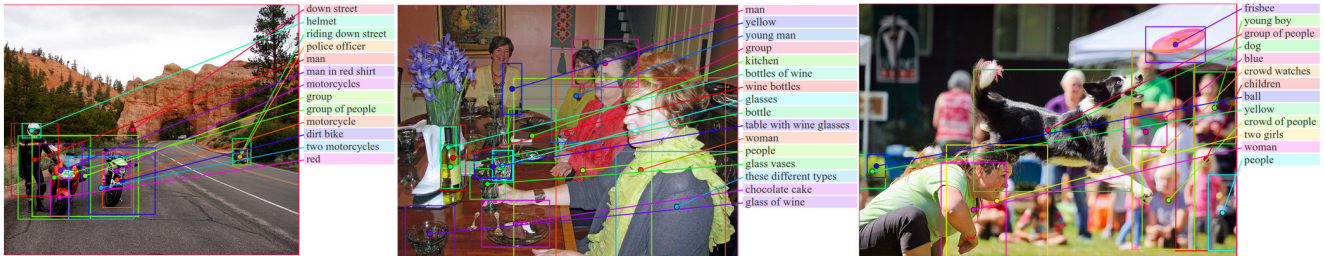 down street
helmet
riding down street
police officer
man
man in red shirt
motorcycles
group
group of people
motorcycle
dirt bike
two motorcycles
red
man
yellow
young man
group
kitchen
bottles of wine
wine bottles
glasses
bottle
table with wine glasses
woman
people
glass vases
these different types
chocolate cake
glass of wine
frisbee
young boy
group of people
dog
blue
crowd watches
children
ball
yellow
crowd of people
two girls
woman
people